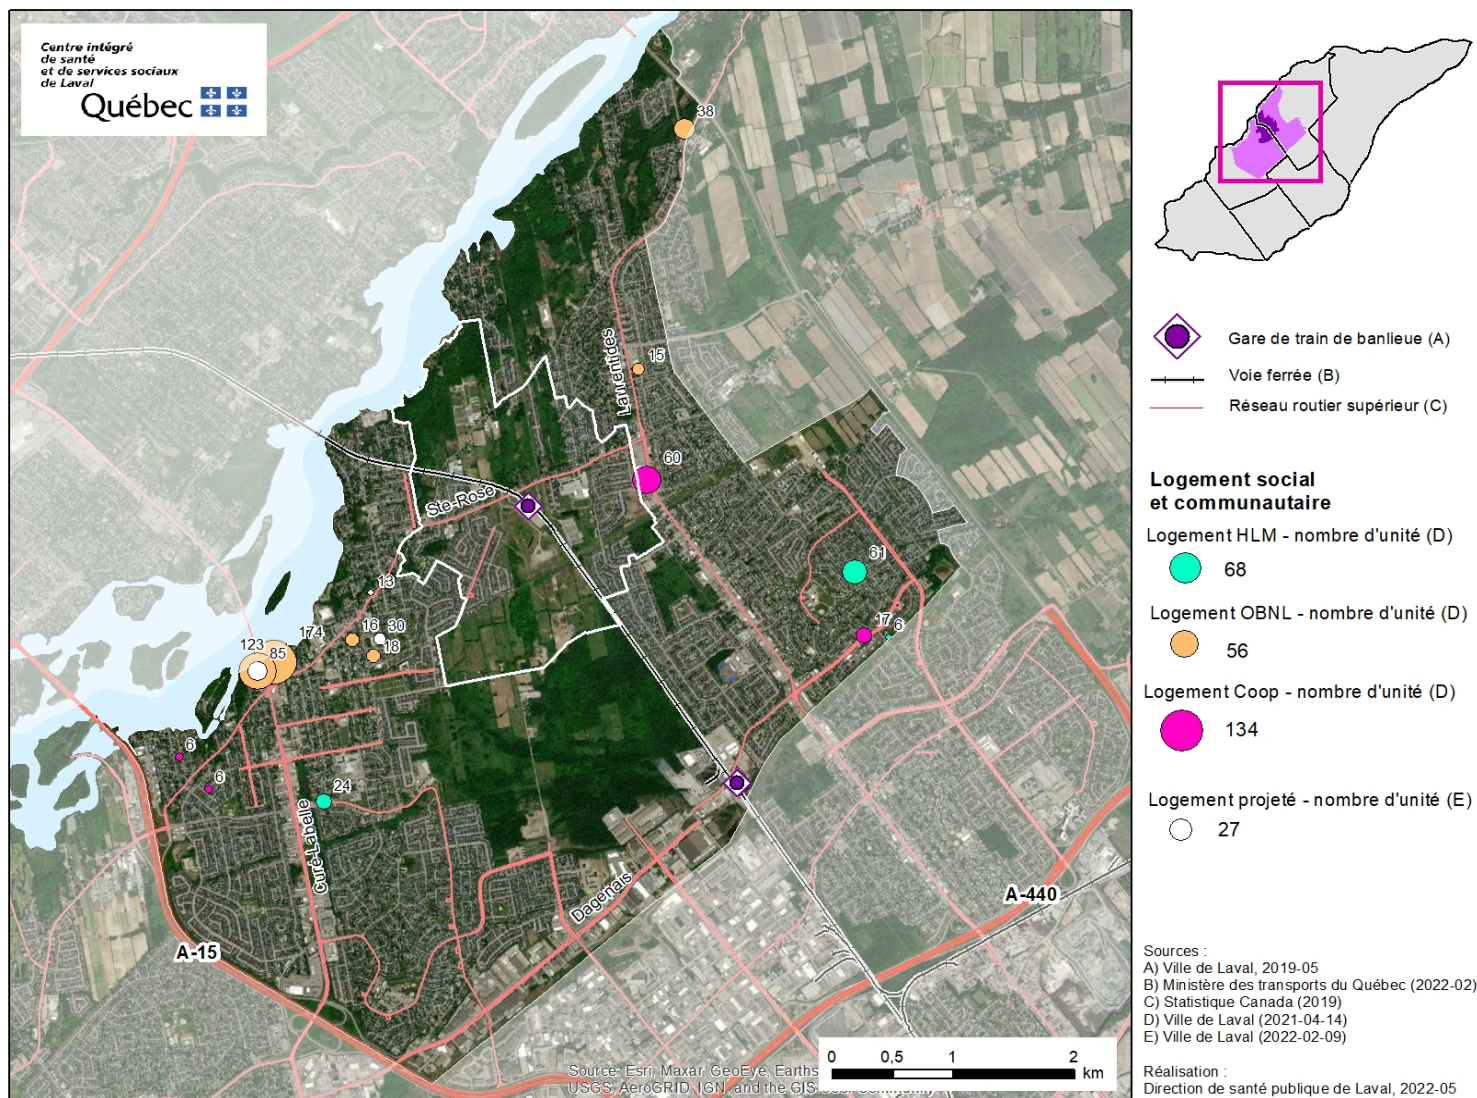 Centre intégré
de santé
et de services sociaux
de Laval
Québec
38
15
Laurentides
60
Ste-Rose
61
13
17
6
16
30
18
174
123
85
6
6
24
Curé-Labelle
Dagenais
A-440
A-15
0
0,5
1
2
km
Source: Esri, Maxar, GeoEye, Earths
USGS, AeroGRID, IGN, and the GIS User Community
Gare de train de banlieue (A)
Voie ferrée (B)
Réseau routier supérieur (C)
Logement social
et communautaire
Logement HLM - nombre d'unité (D)
68
Logement OBNL - nombre d'unité (D)
56
Logement Coop - nombre d'unité (D)
134
Logement projeté - nombre d'unité (E)
27
Sources :
A) Ville de Laval, 2019-05
B) Ministère des transports du Québec (2022-02)
C) Statistique Canada (2019)
D) Ville de Laval (2021-04-14)
E) Ville de Laval (2022-02-09)
Réalisation :
Direction de santé publique de Laval, 2022-05